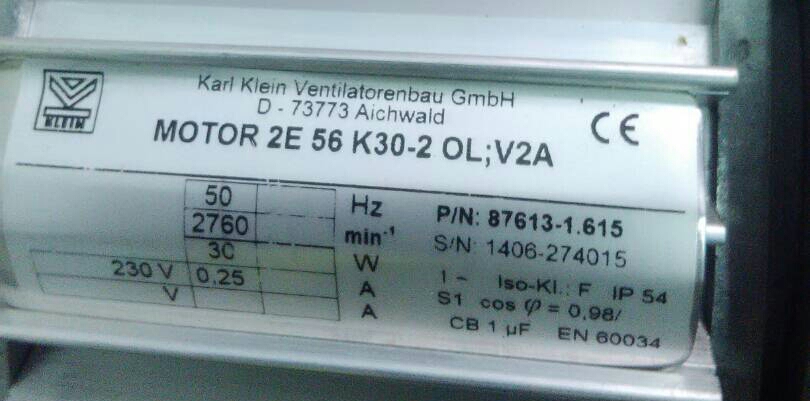 KLEIN
Karl Klein Ventilatorenbau GmbH
D - 73773 Aichwald
CE
MOTOR 2E 56 K30-2 OL;V2A
50 Hz
2760 min-1
30 W
230 V 0,25 A
V A
P/N: 87613-1.615
S/N: 1406-274015
1 ~ Iso-Kl.: F IP 54
S1 cos φ = 0,98/
CB 1 µF EN 60034